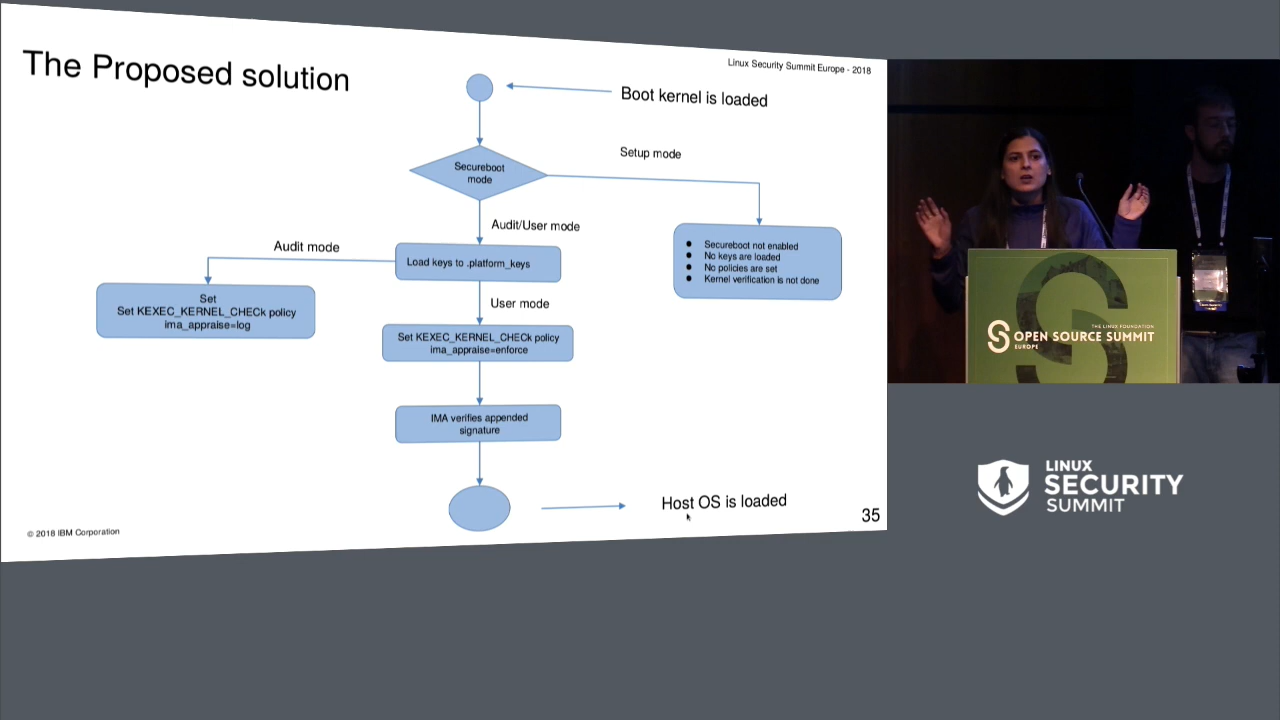 The Proposed solution
Linux Security Summit Europe - 2018
Boot kernel is loaded
Secureboot
mode
Setup mode
Audit/User mode
Secureboot not enabled
No keys are loaded
No policies are set
Kernel verification is not done
Audit mode
Load keys to .platform_keys
Set
Set KEXEC_KERNEL_CHECk policy
ima_appraise=log
User mode
Set KEXEC_KERNEL_CHECk policy
ima_appraise=enforce
IMA verifies appended
signature
Host OS is loaded
35
© 2018 IBM Corporation
THE LINUX FOUNDATION
OPEN SOURCE SUMMIT
EUROPE
LINUX
SECURITY
SUMMIT